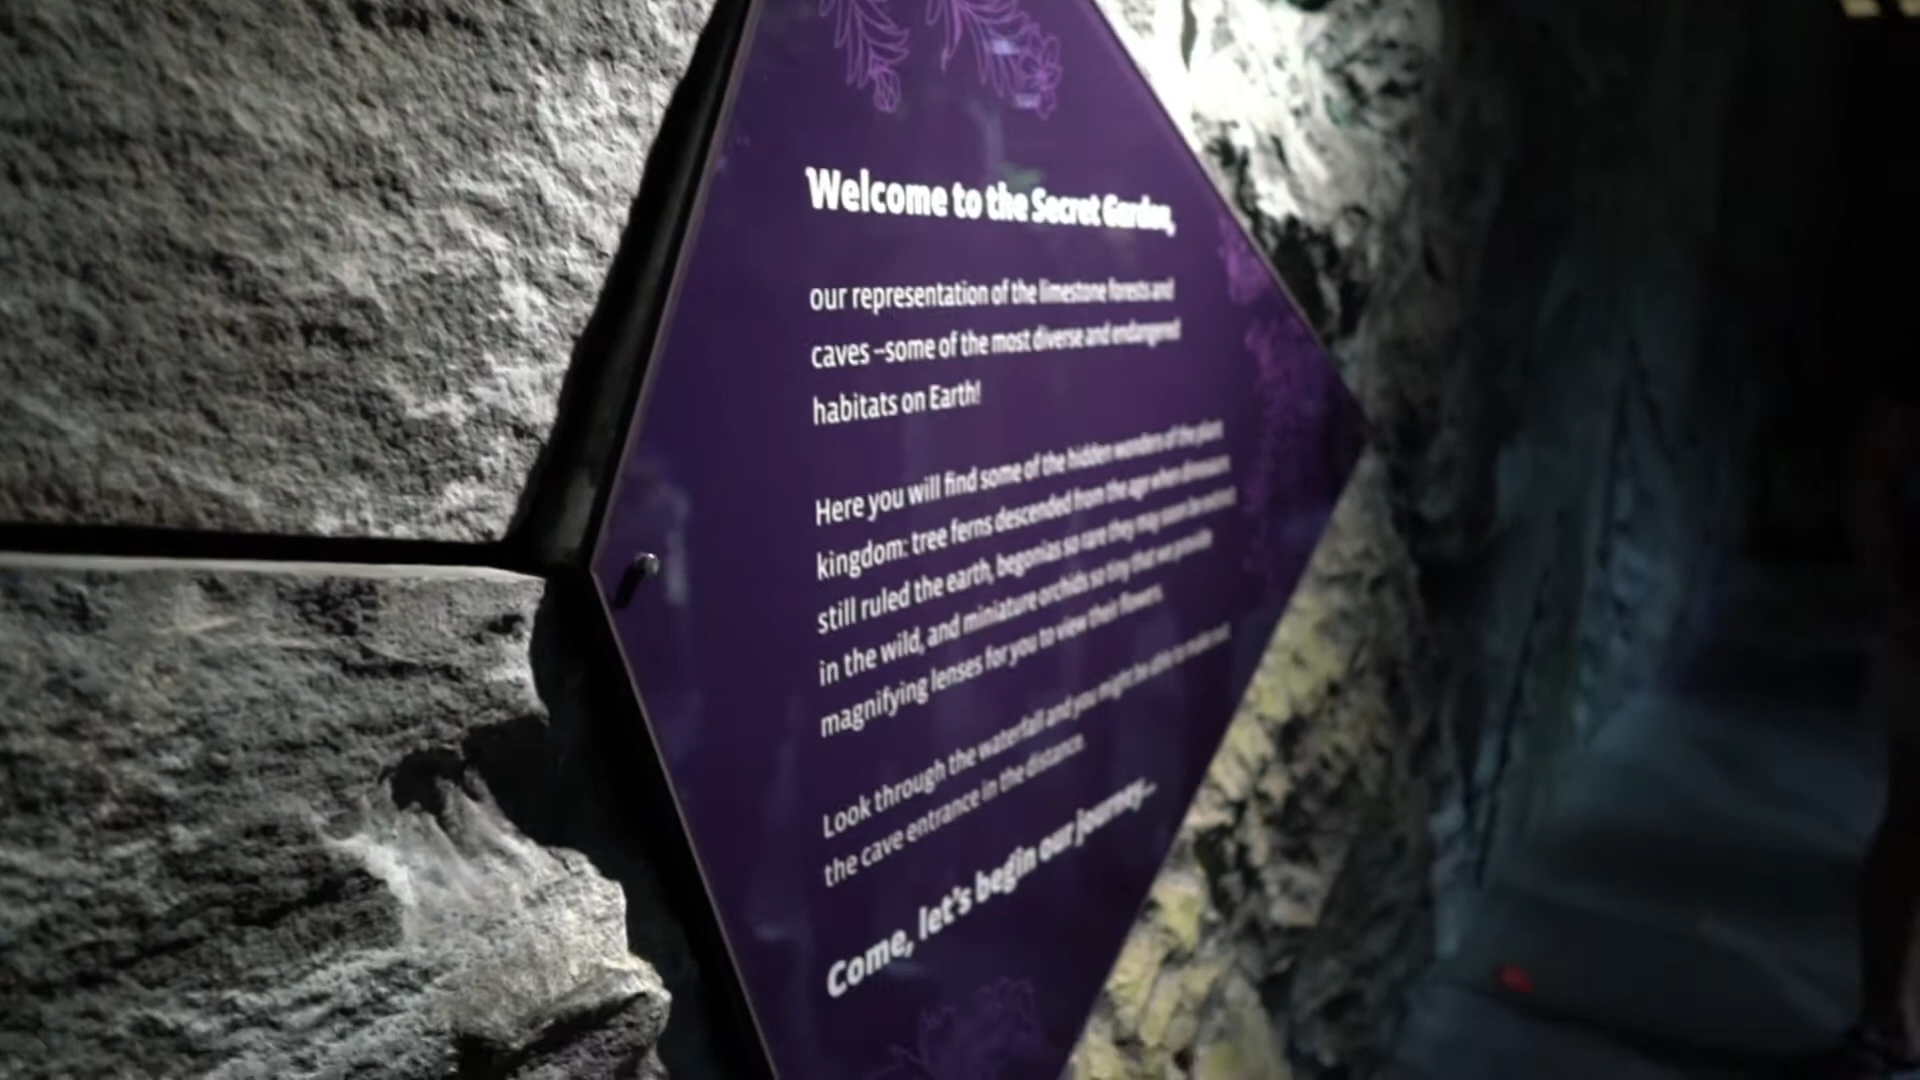 Welcome to the Secret Garden,
our representation of the limestone forests and
caves –some of the most diverse and endangered
habitats on Earth!
Here you will find some of the hidden wonders of the plant
kingdom: tree ferns descended from the age when dinosaurs
still ruled the earth, begonias so rare they may soon be extinct
in the wild, and miniature orchids so tiny that we provide
magnifying lenses for you to view their flowers.
Look through the waterfall and you might be able to make out
the cave entrance in the distance.
Come, let's begin our journey...